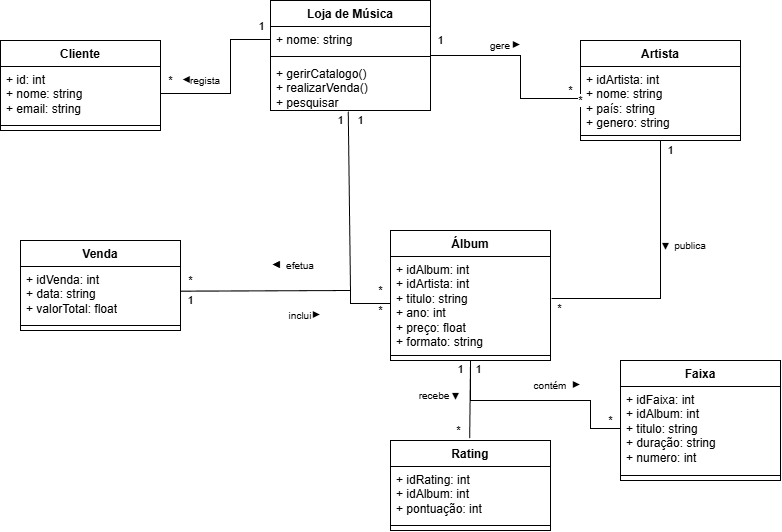 Loja de Música
+ nome: string
+ gerirCatalogo()
+ realizarVenda()
+ pesquisar
Cliente
+ id: int
+ nome: string
+ email: string
Artista
+ idArtista: int
+ nome: string
+ país: string
+ genero: string
1
* ◄regista
1
gere ►
*
*
1 1
1
▼ publica
Venda
+ idVenda: int
+ data: string
+ valorTotal: float
◄ efetua
*
1
inclui►
*
*
Álbum
+ idAlbum: int
+ idArtista: int
+ titulo: string
+ ano: int
+ preço: float
+ formato: string
*
1 1
recebe ▼
contém ►
*
*
Faixa
+ idFaixa: int
+ idAlbum: int
+ titulo: string
+ duração: string
+ numero: int
Rating
+ idRating: int
+ idAlbum: int
+ pontuação: int